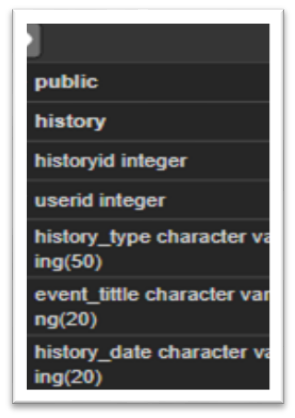 public
history
historyid integer
userid integer
history_type character va
ing(50)
event_tittle character var
ng(20)
history_date character va
ing(20)